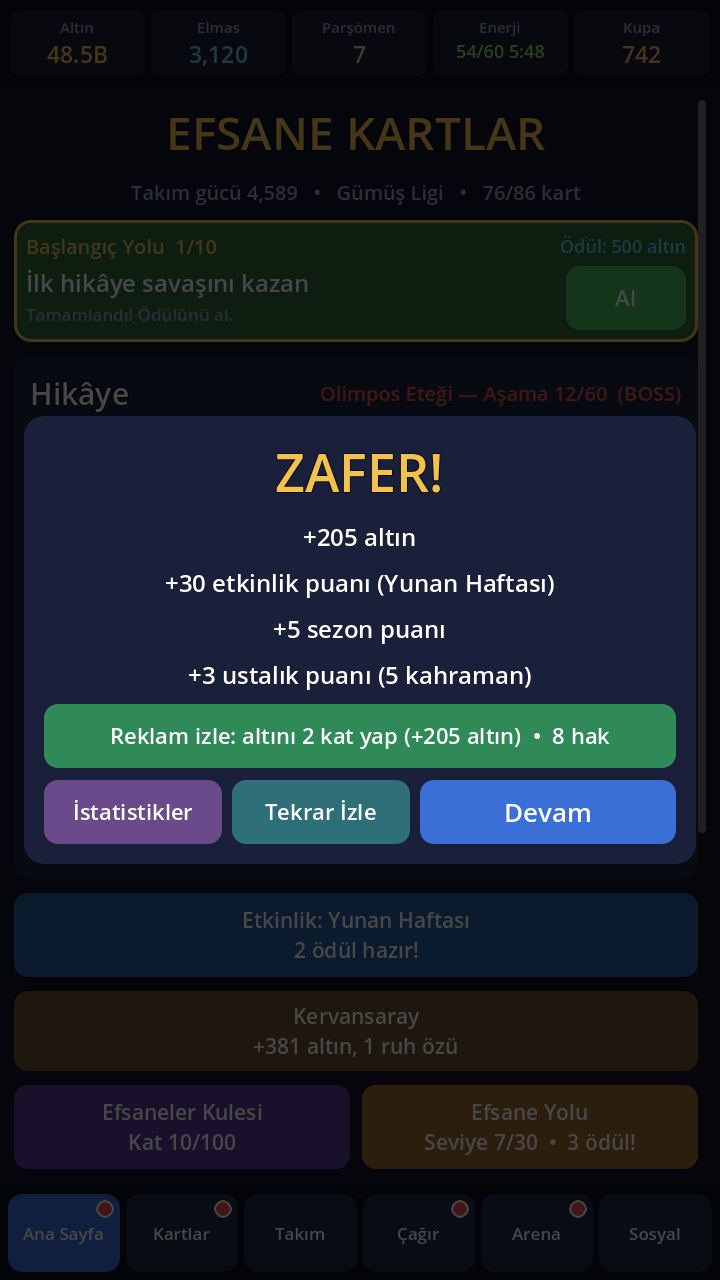 Altın
Elmas
Parşömen
Enerji
Kupa
48.5B
3,120
7
54/60 5:48
742
EFSANE KARTLAR
Takım gücü 4,589 • Gümüş Ligi • 76/86 kart
Başlangıç Yolu 1/10
Ödül: 500 altın
İlk hikâye savaşını kazan
Al
Tamamlandı! Ödülünü al.
Hikâye
Olimpos Eteği — Aşama 12/60 (BOSS)
ZAFER!
+205 altın
+30 etkinlik puanı (Yunan Haftası)
+5 sezon puanı
+3 ustalık puanı (5 kahraman)
Reklam izle: altını 2 kat yap (+205 altın) • 8 hak
İstatistikler
Tekrar İzle
Devam
Etkinlik: Yunan Haftası
2 ödül hazır!
Kervansaray
+381 altın, 1 ruh özü
Efsaneler Kulesi
Kat 10/100
Efsane Yolu
Seviye 7/30 • 3 ödül!
Ana Sayfa
Kartlar
Takım
Çağır
Arena
Sosyal